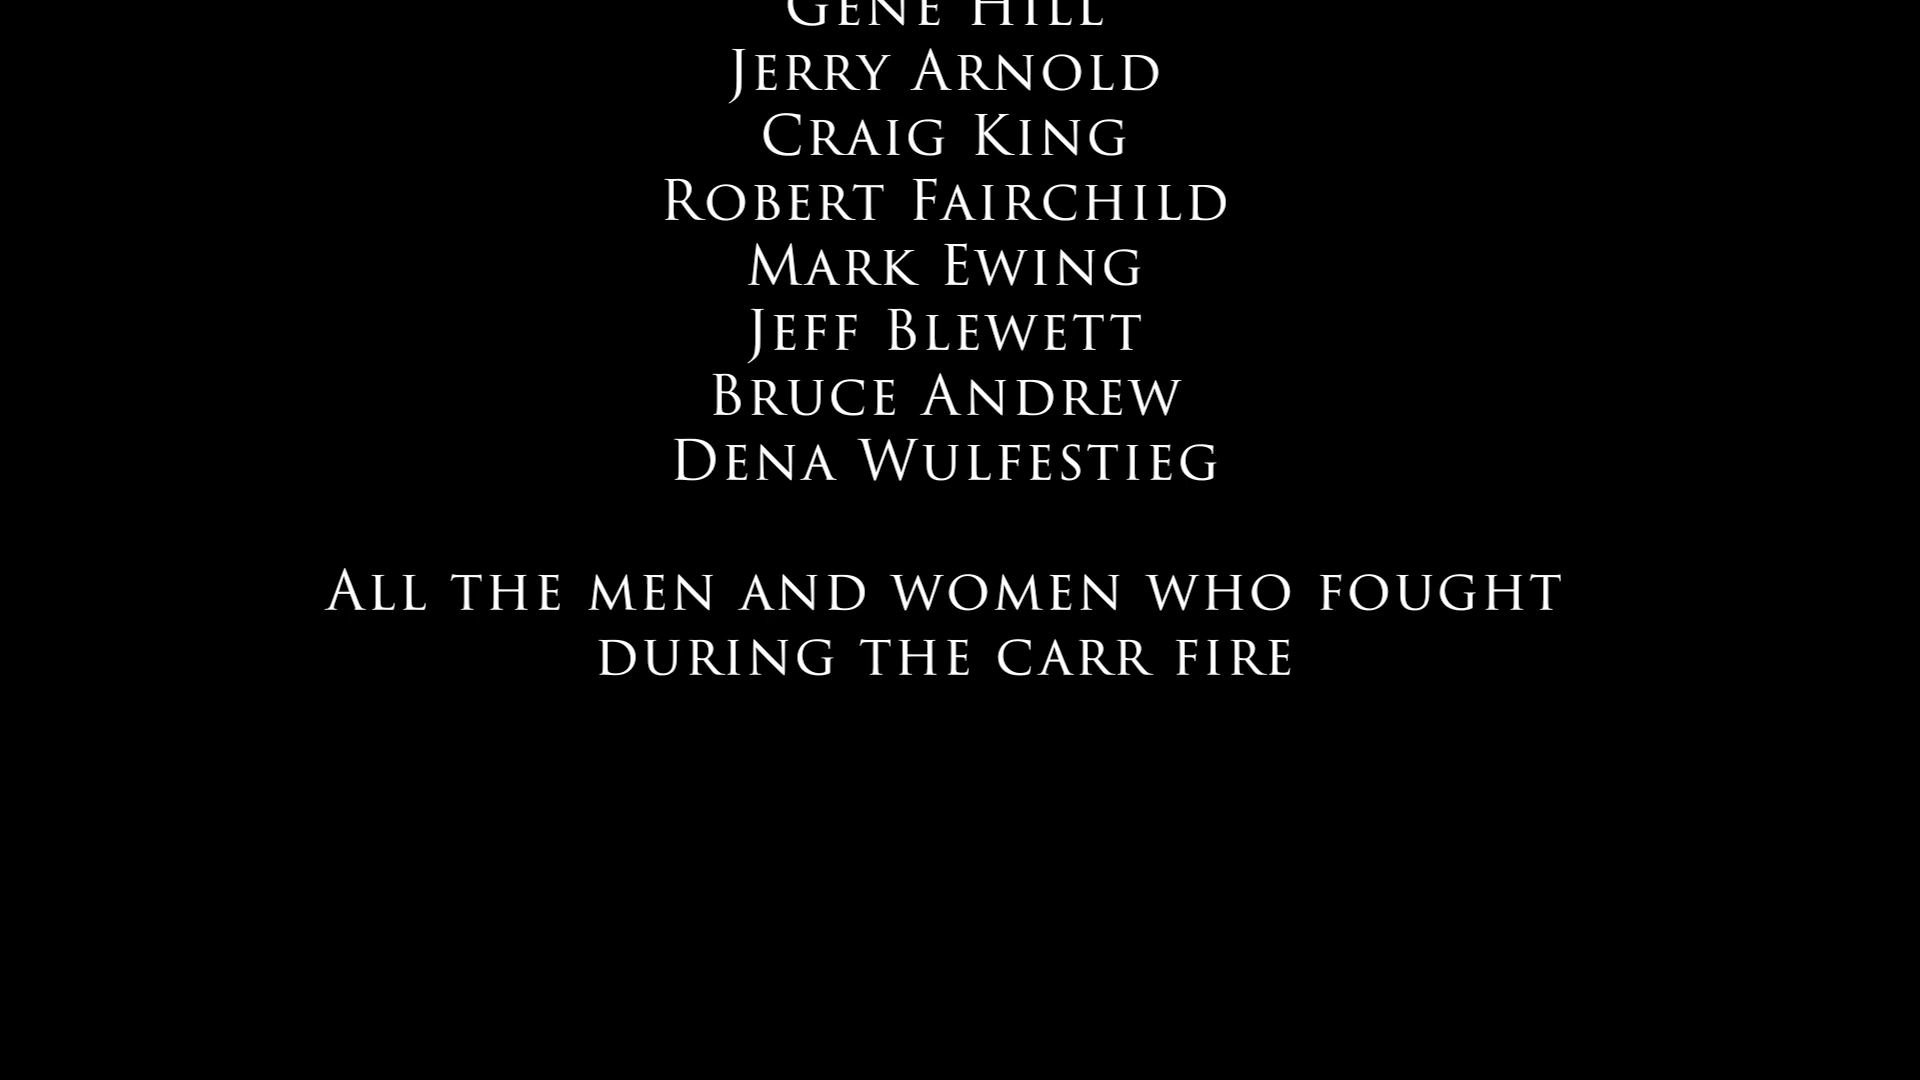 Gene Hill
Jerry Arnold
Craig King
Robert Fairchild
Mark Ewing
Jeff Blewett
Bruce Andrew
Dena Wulfestieg
All the men and women who fought
during the carr fire